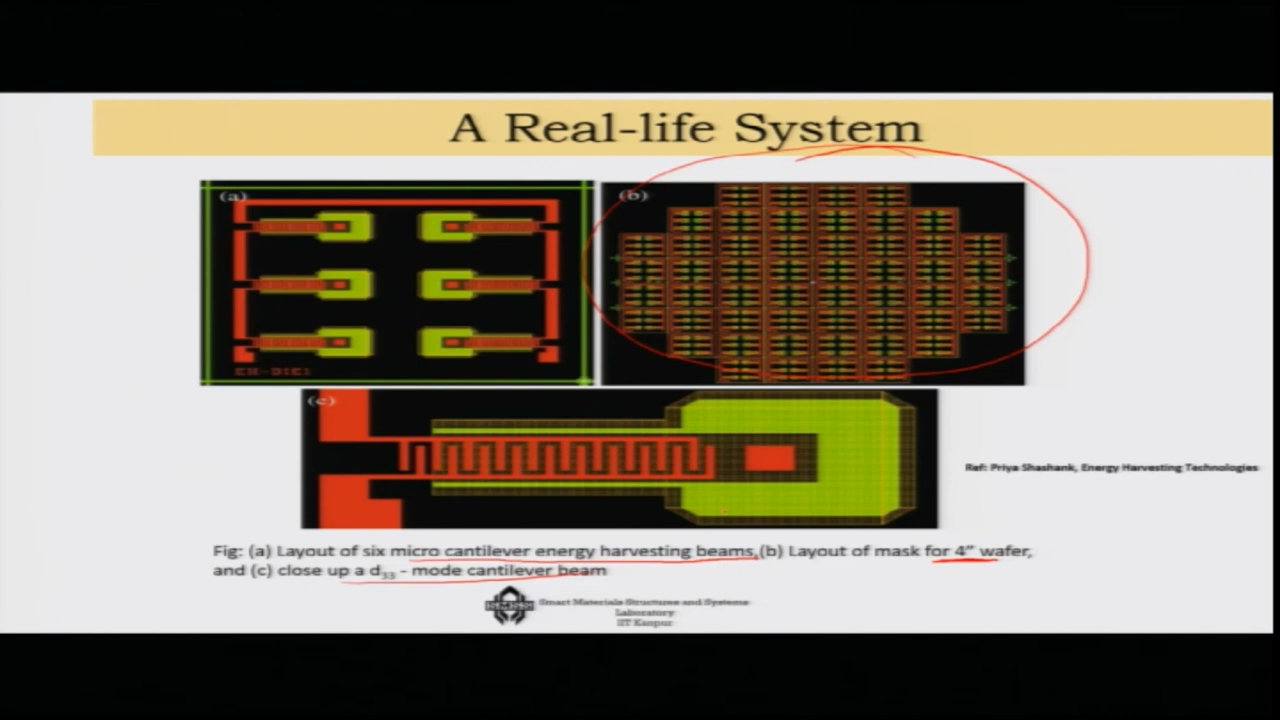 A Real-life System
(a)
(b)
EH-DIE1
(c)
Ref: Priya Shashank, Energy Harvesting Technologies
Fig: (a) Layout of six micro cantilever energy harvesting beams,(b) Layout of mask for 4” wafer,
and (c) close up a d33 - mode cantilever beam
Smart Materials Structures and Systems
Laboratory
IIT Kanpur